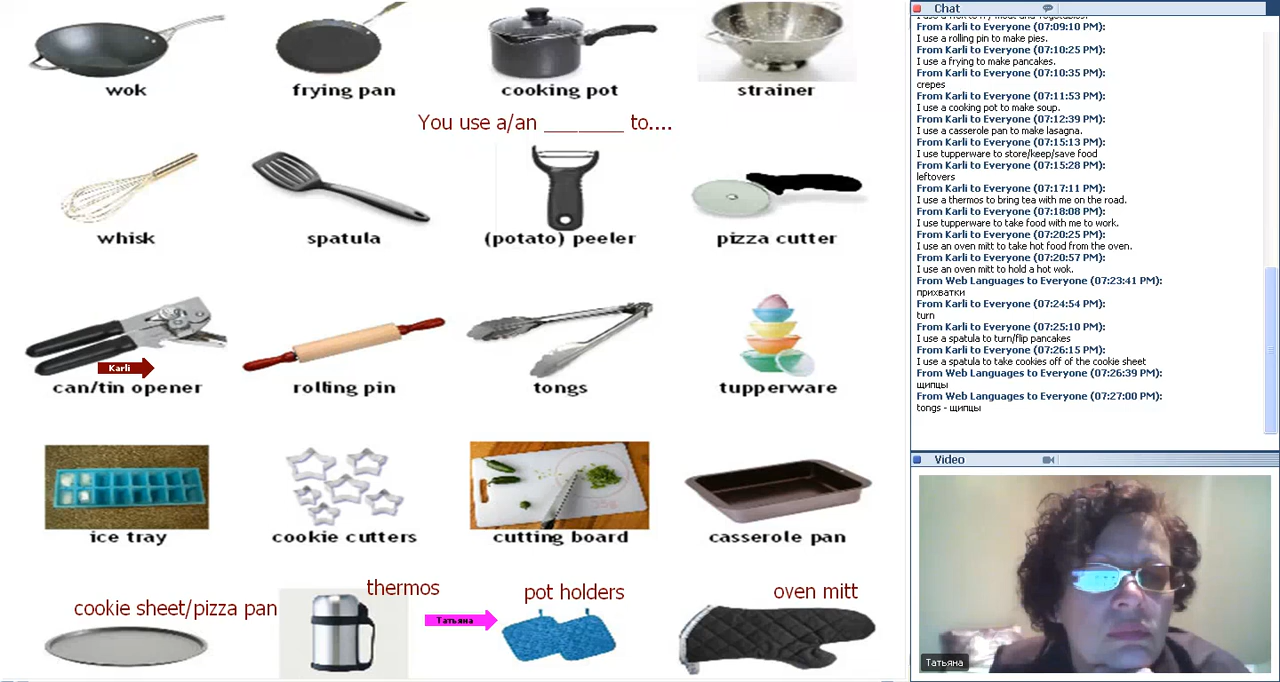 wok
frying pan
cooking pot
strainer
You use a/an _______ to....
whisk
spatula
(potato) peeler
pizza cutter
Karli
can/tin opener
rolling pin
tongs
tupperware
ice tray
cookie cutters
cutting board
casserole pan
cookie sheet/pizza pan
thermos
Татьяна
pot holders
oven mitt
Chat
From Karli to Everyone (07:09:10 PM):
I use a rolling pin to make pies.
From Karli to Everyone (07:10:25 PM):
I use a frying to make pancakes.
From Karli to Everyone (07:10:35 PM):
crepes
From Karli to Everyone (07:11:53 PM):
I use a cooking pot to make soup.
From Karli to Everyone (07:12:39 PM):
I use a casserole pan to make lasagna.
From Karli to Everyone (07:15:13 PM):
I use tupperware to store/keep/save food
From Karli to Everyone (07:15:28 PM):
leftovers
From Karli to Everyone (07:17:11 PM):
I use a thermos to bring tea with me on the road.
From Karli to Everyone (07:18:08 PM):
I use tupperware to take food with me to work.
From Karli to Everyone (07:20:25 PM):
I use an oven mitt to take hot food from the oven.
From Karli to Everyone (07:20:57 PM):
I use an oven mitt to hold a hot wok.
From Web Languages to Everyone (07:23:41 PM):
прихватки
From Karli to Everyone (07:24:54 PM):
turn
From Karli to Everyone (07:25:10 PM):
I use a spatula to turn/flip pancakes
From Karli to Everyone (07:26:15 PM):
I use a spatula to take cookies off of the cookie sheet
From Web Languages to Everyone (07:26:39 PM):
щипцы
From Web Languages to Everyone (07:27:00 PM):
tongs - щипцы
Video
Татьяна